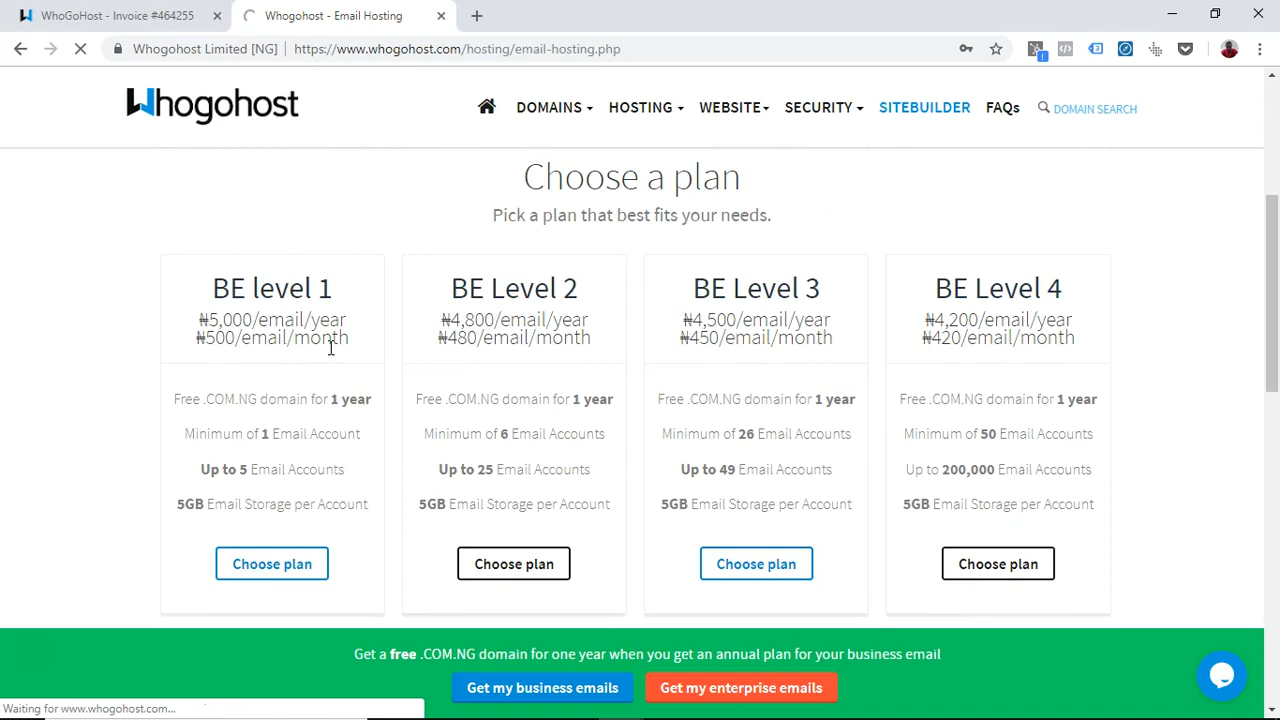 WhoGoHost - Invoice #464255
Whogohost - Email Hosting
Whogohost Limited [NG]
https://www.whogohost.com/hosting/email-hosting.php
Whogohost
DOMAINS
HOSTING
WEBSITE
SECURITY
SITEBUILDER
FAQs
DOMAIN SEARCH
Choose a plan
Pick a plan that best fits your needs.
BE level 1
₦5,000/email/year
₦500/email/month
Free .COM.NG domain for 1 year
Minimum of 1 Email Account
Up to 5 Email Accounts
5GB Email Storage per Account
Choose plan
BE Level 2
₦4,800/email/year
₦480/email/month
Free .COM.NG domain for 1 year
Minimum of 6 Email Accounts
Up to 25 Email Accounts
5GB Email Storage per Account
Choose plan
BE Level 3
₦4,500/email/year
₦450/email/month
Free .COM.NG domain for 1 year
Minimum of 26 Email Accounts
Up to 49 Email Accounts
5GB Email Storage per Account
Choose plan
BE Level 4
₦4,200/email/year
₦420/email/month
Free .COM.NG domain for 1 year
Minimum of 50 Email Accounts
Up to 200,000 Email Accounts
5GB Email Storage per Account
Choose plan
Get a free .COM.NG domain for one year when you get an annual plan for your business email
Get my business emails
Get my enterprise emails
Waiting for www.whogohost.com...